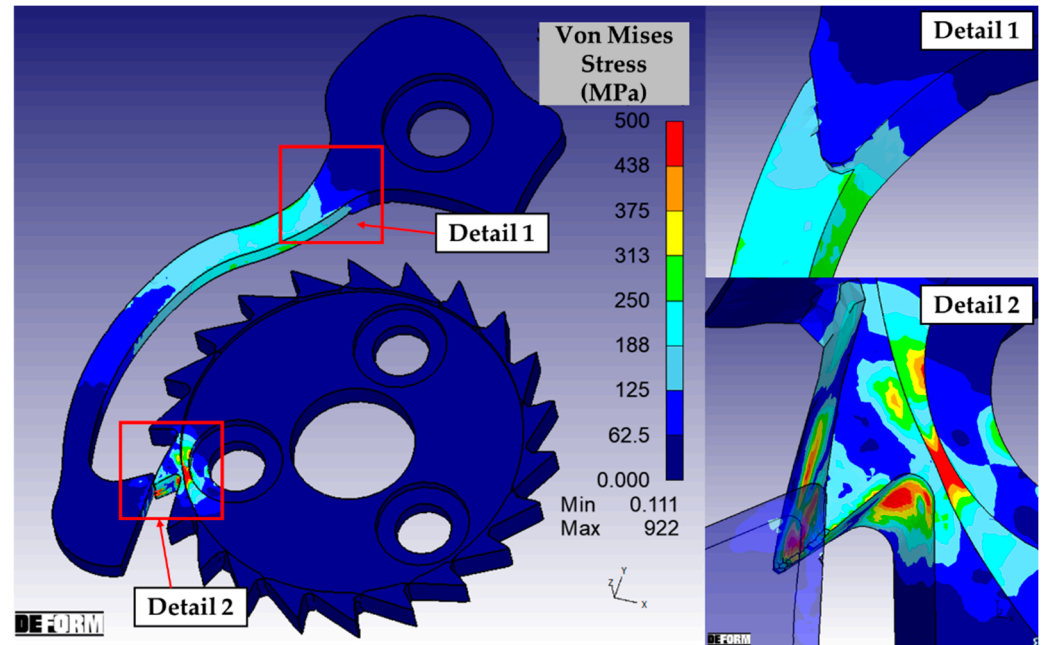 Von Mises
Stress
(MPa)
500
438
375
313
250
188
125
62.5
0.000
Min 0.111
Max 922
Detail 1
Detail 2
Y
Z
X
DEFORM
Detail 1
Detail 2
DEFORM